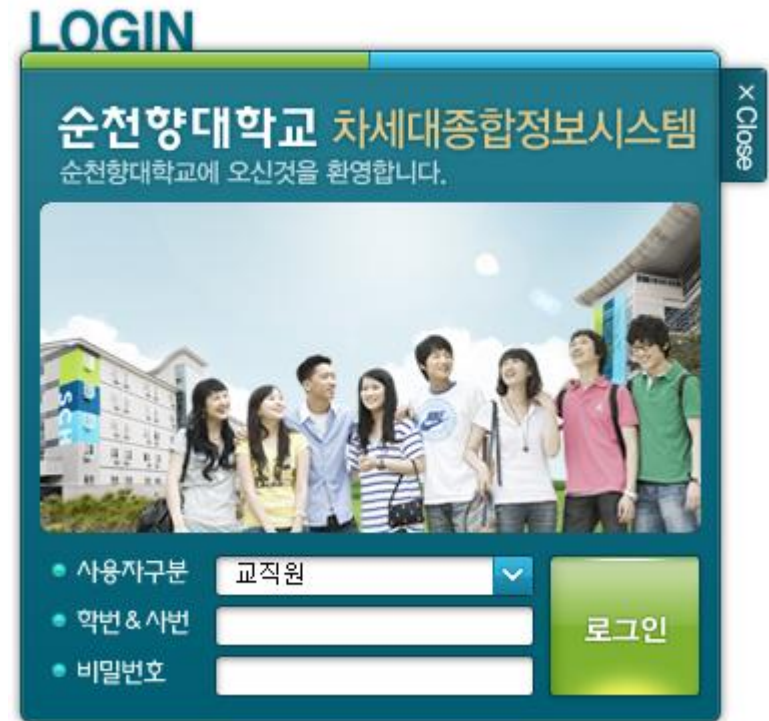 LOGIN
× Close
순천향대학교 차세대종합정보시스템
순천향대학교에 오신것을 환영합니다.
SCH
사용자구분 교직원
학번 & 사번
비밀번호
로그인